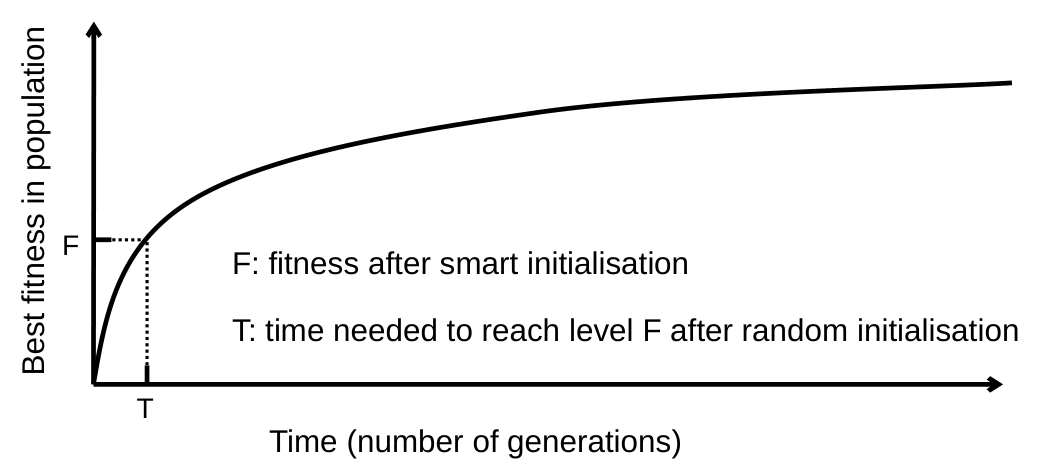 Best fitness in population
F
F: fitness after smart initialisation
T: time needed to reach level F after random initialisation
T
Time (number of generations)